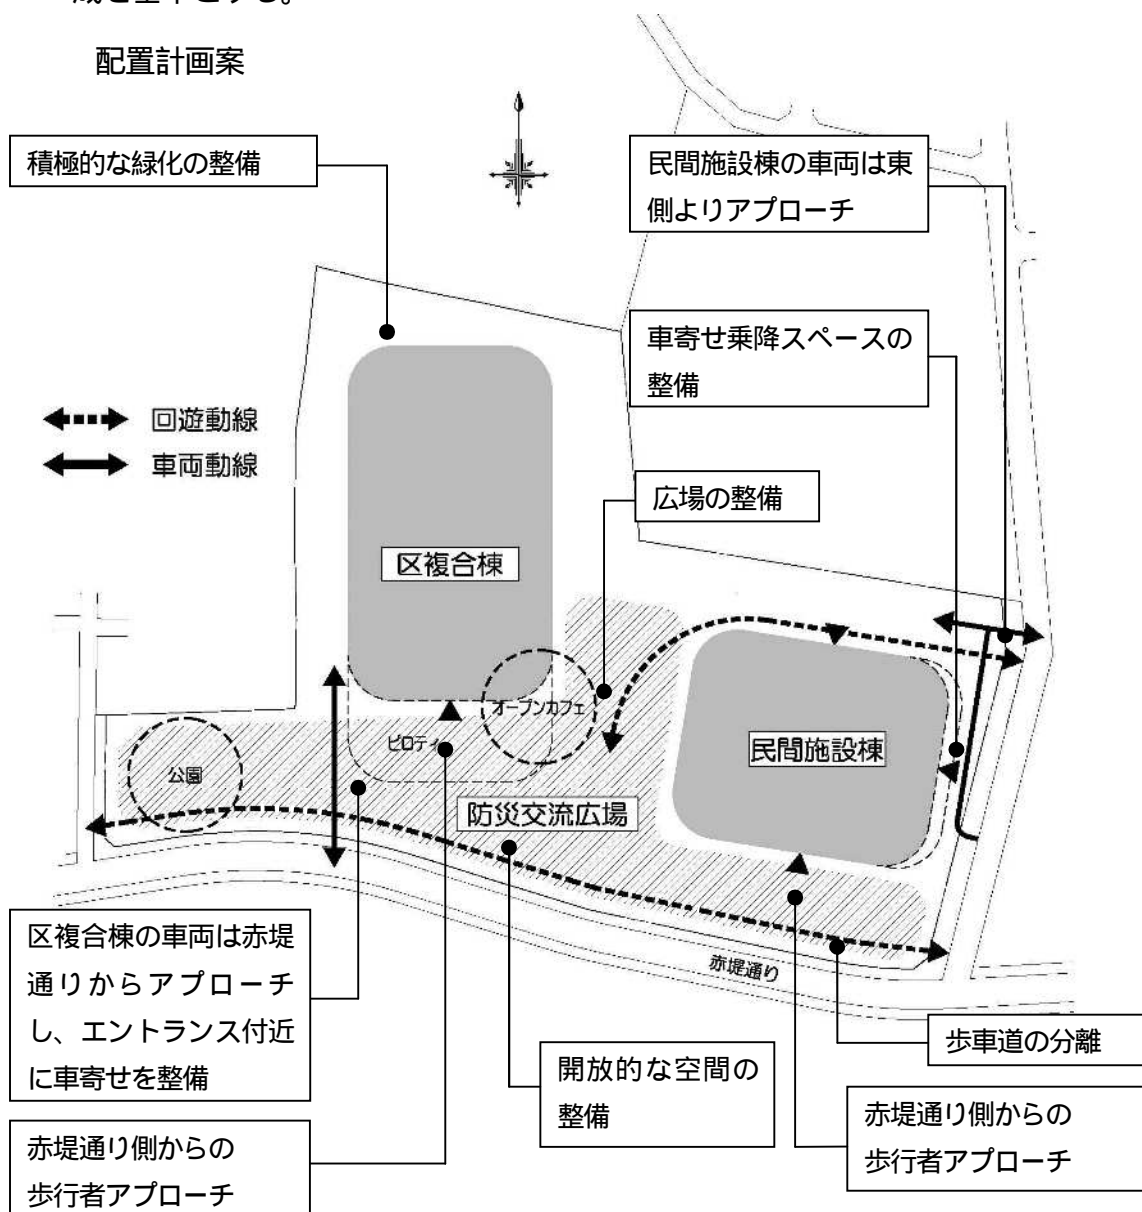 成を基本とする。
配置計画案
積極的な緑化の整備
民間施設棟の車両は東
側よりアプローチ
車寄せ乗降スペースの
整備
回遊動線
車両動線
広場の整備
区複合棟
オープンカフェ
ピロティ
民間施設棟
公園
防災交流広場
赤堤通り
区複合棟の車両は赤堤
通りからアプローチ
し、エントランス付近
に車寄せを整備
歩車道の分離
開放的な空間の
整備
赤堤通り側からの
歩行者アプローチ
赤堤通り側からの
歩行者アプローチ